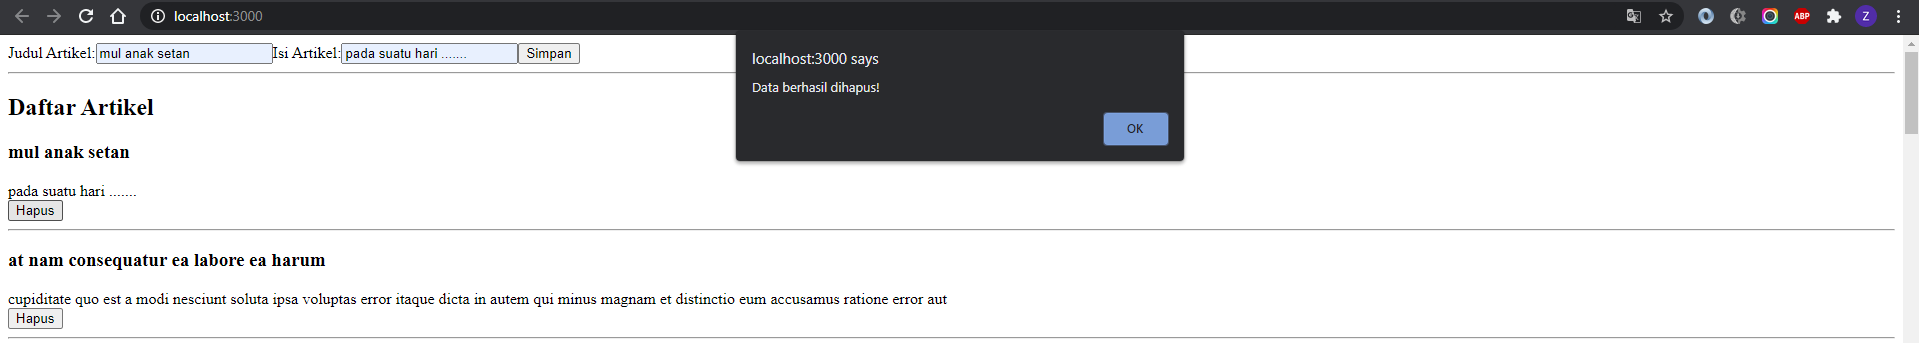 localhost:3000
ABP
Z
Judul Artikel: mul anak setan Isi Artikel: pada suatu hari ....... Simpan
localhost:3000 says
Data berhasil dihapus!
OK
Daftar Artikel
mul anak setan
pada suatu hari .......
Hapus
at nam consequatur ea labore ea harum
cupiditate quo est a modi nesciunt soluta ipsa voluptas error itaque dicta in autem qui minus magnam et distinctio eum accusamus ratione error aut
Hapus